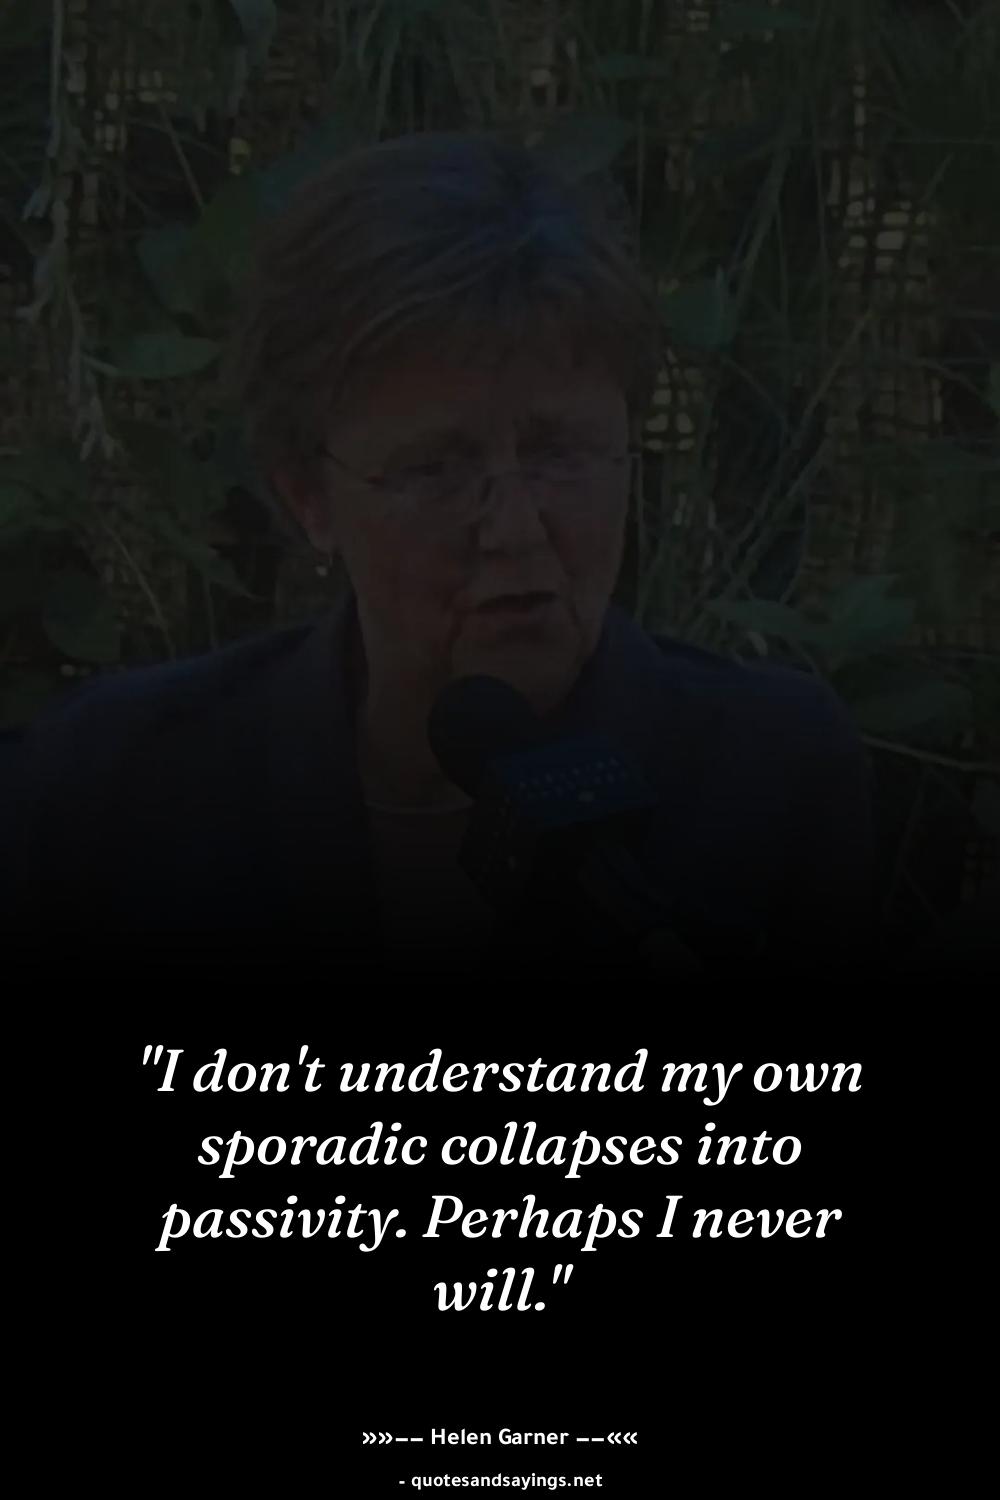 "I don't understand my own
sporadic collapses into
passivity. Perhaps I never
will."
»»–– Helen Garner ––««
- quotesandsayings.net